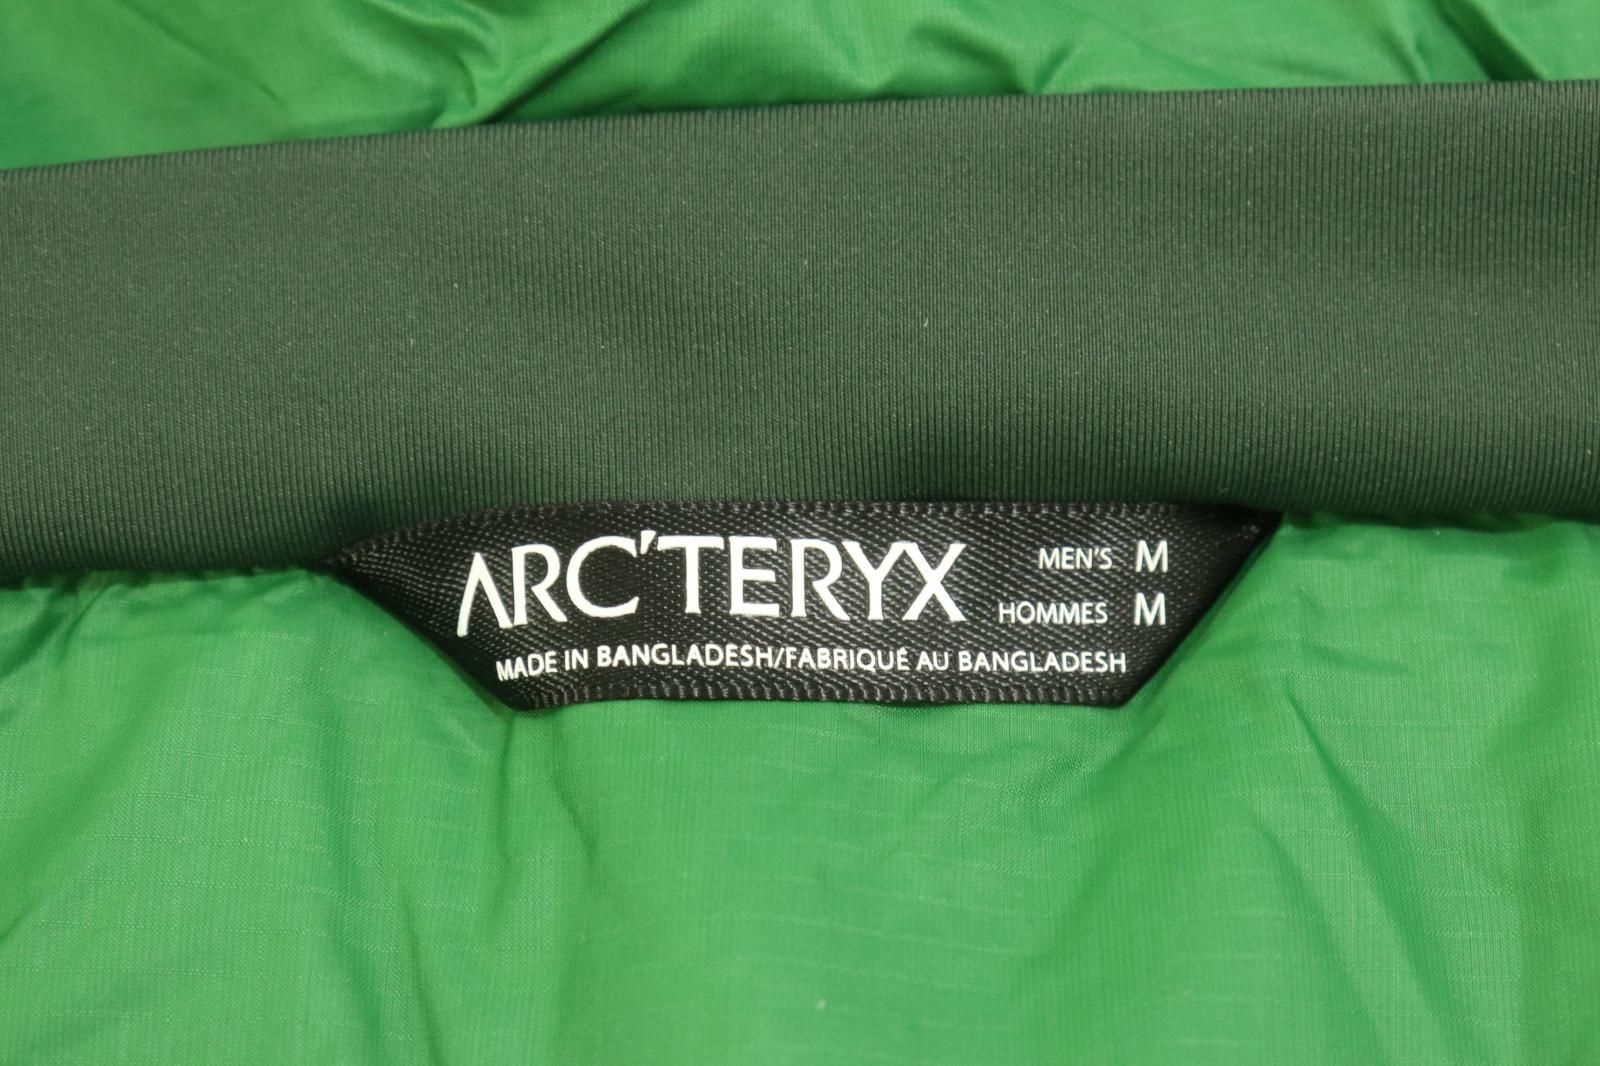 ARC'TERYX MEN'S M
HOMMES M
MADE IN BANGLADESH/FABRIQUÉ AU BANGLADESH